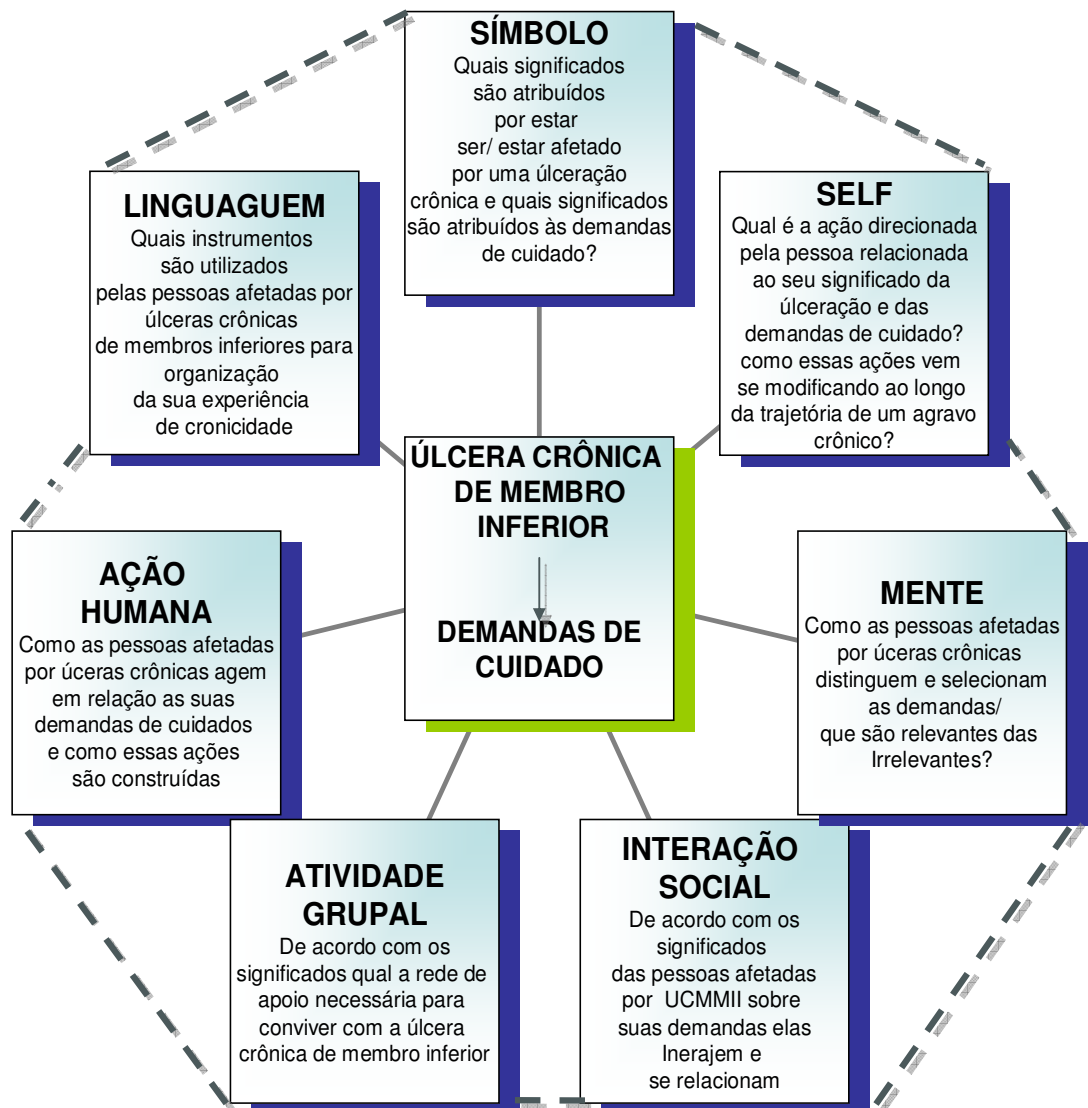 SÍMBOLO
Quais significados
são atribuídos
por estar
ser/ estar afetado
por uma úlceração
crônica e quais significados
são atribuídos às demandas
de cuidado?
LINGUAGUEM
Quais instrumentos
são utilizados
pelas pessoas afetadas por
úlceras crônicas
de membros inferiores para
organização
da sua experiência
de cronicidade
SELF
Qual é a ação direcionada
pela pessoa relacionada
ao seu significado da
úlceração e das
demandas de cuidado?
como essas ações vem
se modificando ao longo
da trajetória de um agravo
crônico?
ÚLCERA CRÔNICA
DE MEMBRO
INFERIOR
DEMANDAS DE
CUIDADO
AÇÃO
HUMANA
Como as pessoas afetadas
por úceras crônicas agem
em relação as suas
demandas de cuidados
e como essas ações
são construídas
MENTE
Como as pessoas afetadas
por úceras crônicas
distinguem e selecionam
as demandas/
que são relevantes das
Irrelevantes?
ATIVIDADE
GRUPAL
De acordo com os
significados qual a rede de
apoio necessária para
conviver com a úlcera
crônica de membro inferior
INTERAÇÃO
SOCIAL
De acordo com os
significados
das pessoas afetadas
por UCMMII sobre
suas demandas elas
Inerajem e
se relacionam